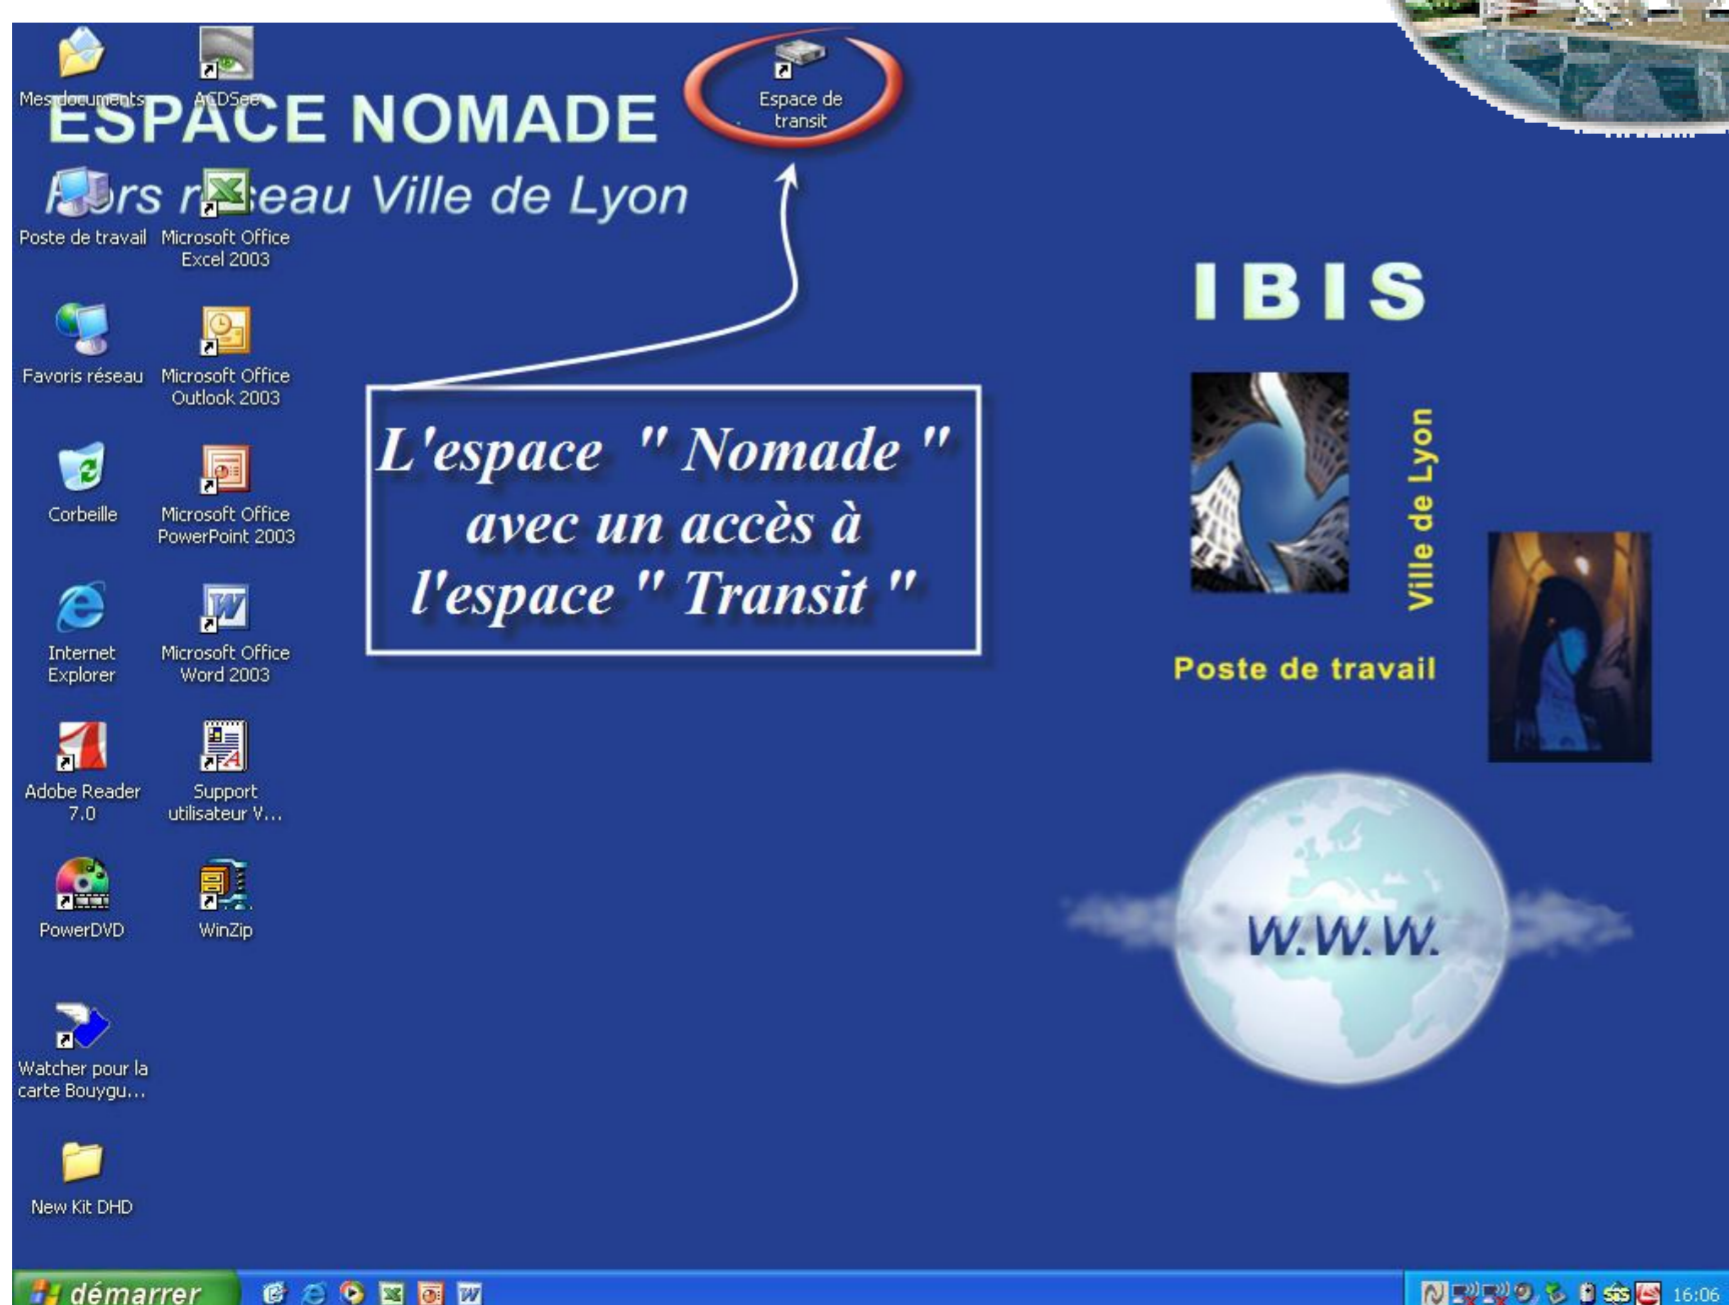 Mes documents
ACDSee
ESPACE NOMADE
Hors réseau Ville de Lyon
Espace de
transit
Poste de travail
Microsoft Office
Excel 2003
Favoris réseau
Microsoft Office
Outlook 2003
Corbeille
Microsoft Office
PowerPoint 2003
Internet
Explorer
Microsoft Office
Word 2003
Adobe Reader
7.0
Support
utilisateur V...
PowerDVD
WinZip
Watcher pour la
carte Bouygu...
New Kit DHD
L'espace " Nomade "
avec un accès à
l'espace " Transit "
IBIS
Ville de Lyon
Poste de travail
W.W.W.
démarrer
sas
16:06